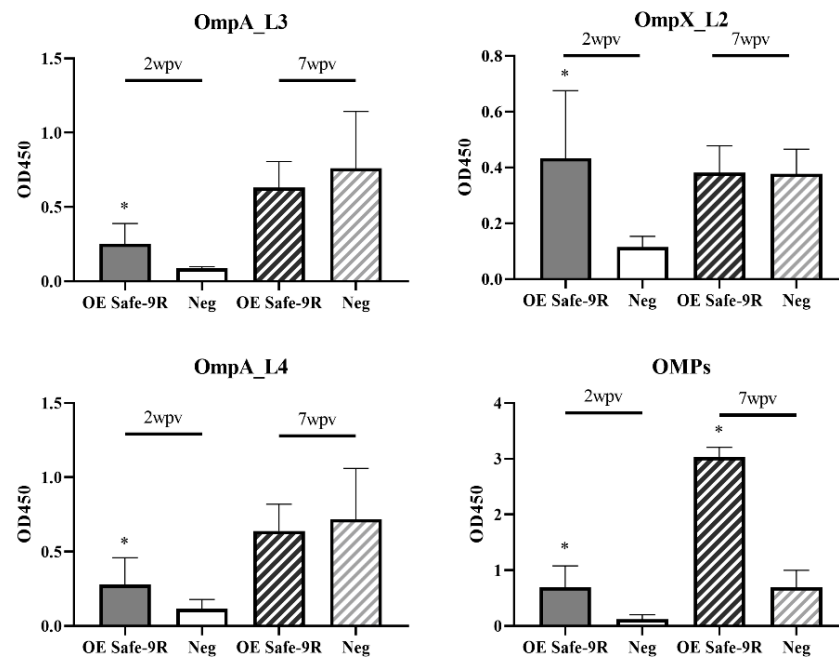 OmpA_L3
2wpv
7wpv
*
OD450
1.5
1.0
0.5
0.0
OE Safe-9R Neg OE Safe-9R Neg
OmpX_L2
2wpv
7wpv
*
OD450
0.8
0.6
0.4
0.2
0.0
OE Safe-9R Neg OE Safe-9R Neg
OmpA_L4
2wpv
7wpv
*
OD450
1.5
1.0
0.5
0.0
OE Safe-9R Neg OE Safe-9R Neg
OMPs
2wpv
7wpv
*
*
OD450
4
3
2
1
0
OE Safe-9R Neg OE Safe-9R Neg